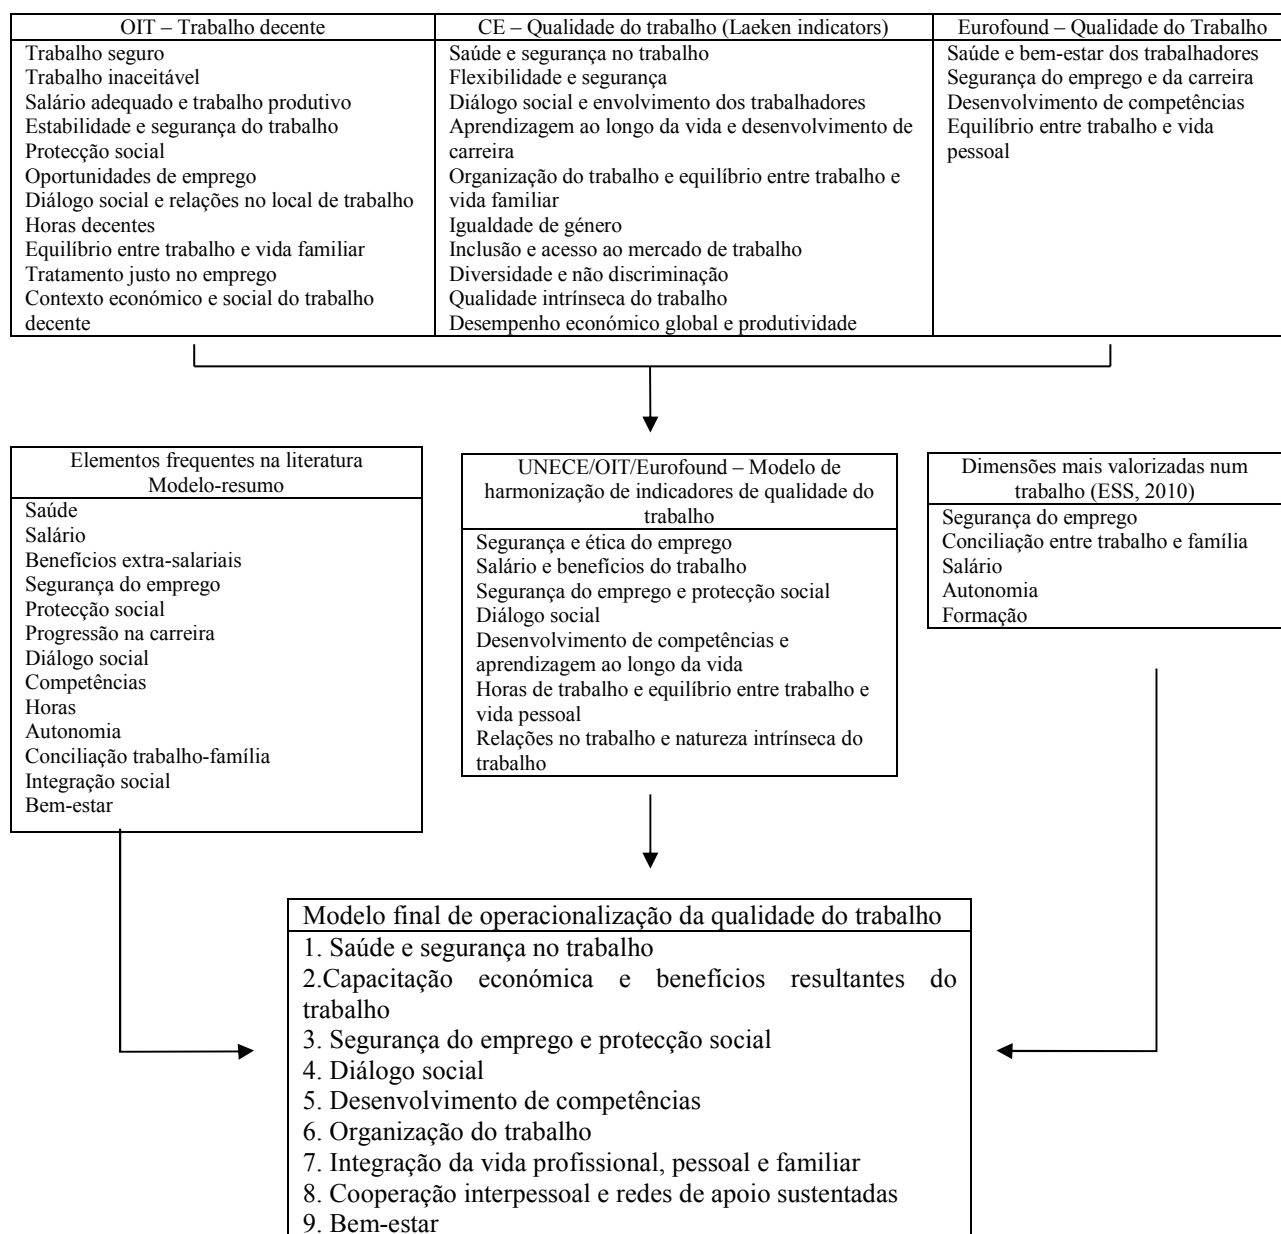 OIT – Trabalho decente
Trabalho seguro
Trabalho inaceitável
Salário adequado e trabalho produtivo
Estabilidade e segurança do trabalho
Protecção social
Oportunidades de emprego
Diálogo social e relações no local de trabalho
Horas decentes
Equilíbrio entre trabalho e vida familiar
Tratamento justo no emprego
Contexto económico e social do trabalho
decente
CE – Qualidade do trabalho (Laeken indicators)
Saúde e segurança no trabalho
Flexibilidade e segurança
Diálogo social e envolvimento dos trabalhadores
Aprendizagem ao longo da vida e desenvolvimento de
carreira
Organização do trabalho e equilíbrio entre trabalho e
vida familiar
Igualdade de género
Inclusão e acesso ao mercado de trabalho
Diversidade e não discriminação
Qualidade intrínseca do trabalho
Desempenho económico global e produtividade
Eurofound – Qualidade do Trabalho
Saúde e bem-estar dos trabalhadores
Segurança do emprego e da carreira
Desenvolvimento de competências
Equilíbrio entre trabalho e vida
pessoal
Elementos frequentes na literatura
Modelo-resumo
Saúde
Salário
Benefícios extra-salariais
Segurança do emprego
Protecção social
Progressão na carreira
Diálogo social
Competências
Horas
Autonomia
Conciliação trabalho-família
Integração social
Bem-estar
UNECE/OIT/Eurofound – Modelo de
harmonização de indicadores de qualidade do
trabalho
Segurança e ética do emprego
Salário e benefícios do trabalho
Segurança do emprego e protecção social
Diálogo social
Desenvolvimento de competências e
aprendizagem ao longo da vida
Horas de trabalho e equilíbrio entre trabalho e
vida pessoal
Relações no trabalho e natureza intrínseca do
trabalho
Dimensões mais valorizadas num
trabalho (ESS, 2010)
Segurança do emprego
Conciliação entre trabalho e família
Salário
Autonomia
Formação
Modelo final de operacionalização da qualidade do trabalho
1. Saúde e segurança no trabalho
2.Capacitação económica e benefícios resultantes do
trabalho
3. Segurança do emprego e protecção social
4. Diálogo social
5. Desenvolvimento de competências
6. Organização do trabalho
7. Integração da vida profissional, pessoal e familiar
8. Cooperação interpessoal e redes de apoio sustentadas
9. Bem-estar